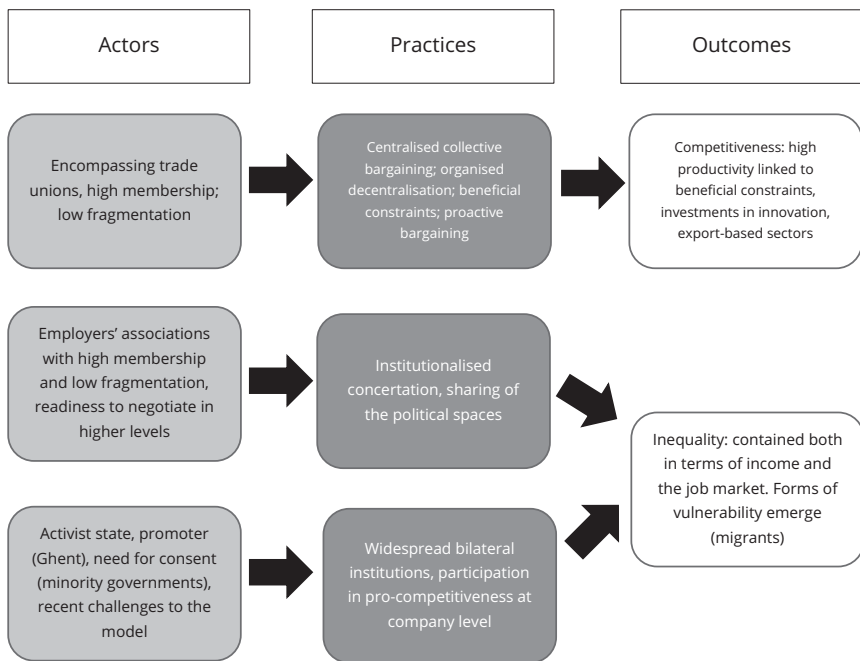 Actors
Practices
Outcomes
Encompassing trade
unions, high membership;
low fragmentation
Centralised collective
bargaining; organised
decentralisation; beneficial
constraints; proactive
bargaining
Competitiveness: high
productivity linked to
beneficial constraints,
investments in innovation,
export-based sectors
Employers’ associations
with high membership
and low fragmentation,
readiness to negotiate in
higher levels
Institutionalised
concertation, sharing of
the political spaces
Inequality: contained both
in terms of income and
the job market. Forms of
vulnerability emerge
(migrants)
Activist state, promoter
(Ghent), need for consent
(minority governments),
recent challenges to the
model
Widespread bilateral
institutions, participation
in pro-competitiveness at
company level